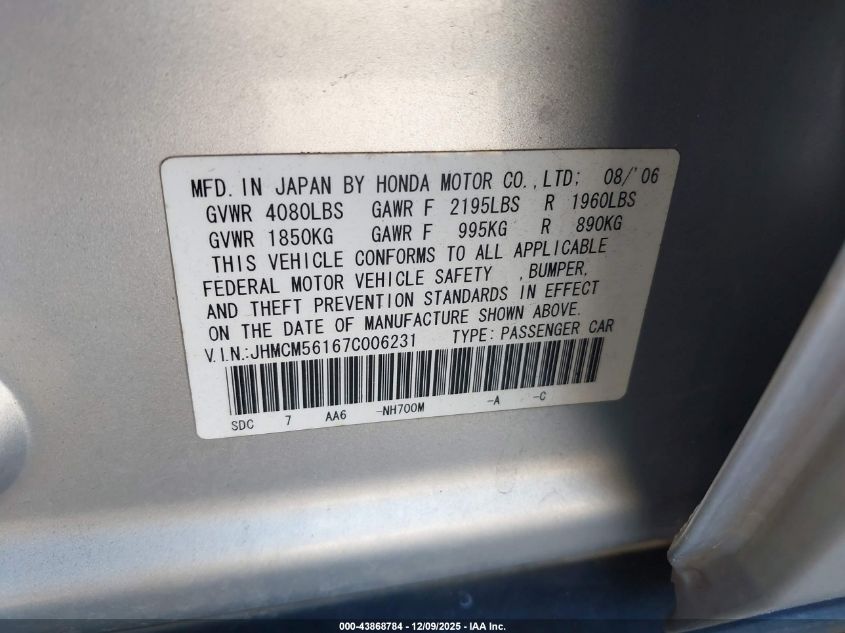 MFD. IN JAPAN BY HONDA MOTOR CO.,LTD; 08/'06
GVWR 4080LBS GAWR F 2195LBS R 1960LBS
GVWR 1850KG GAWR F 995KG R 890KG
THIS VEHICLE CONFORMS TO ALL APPLICABLE
FEDERAL MOTOR VEHICLE SAFETY ,BUMPER,
AND THEFT PREVENTION STANDARDS IN EFFECT
ON THE DATE OF MANUFACTURE SHOWN ABOVE.
V.I.N.:JHMCM56167C006231 TYPE: PASSENGER CAR
SDC 7 AA6 -NH700M -A -C
000-43868784 - 12/09/2025 - IAA Inc.